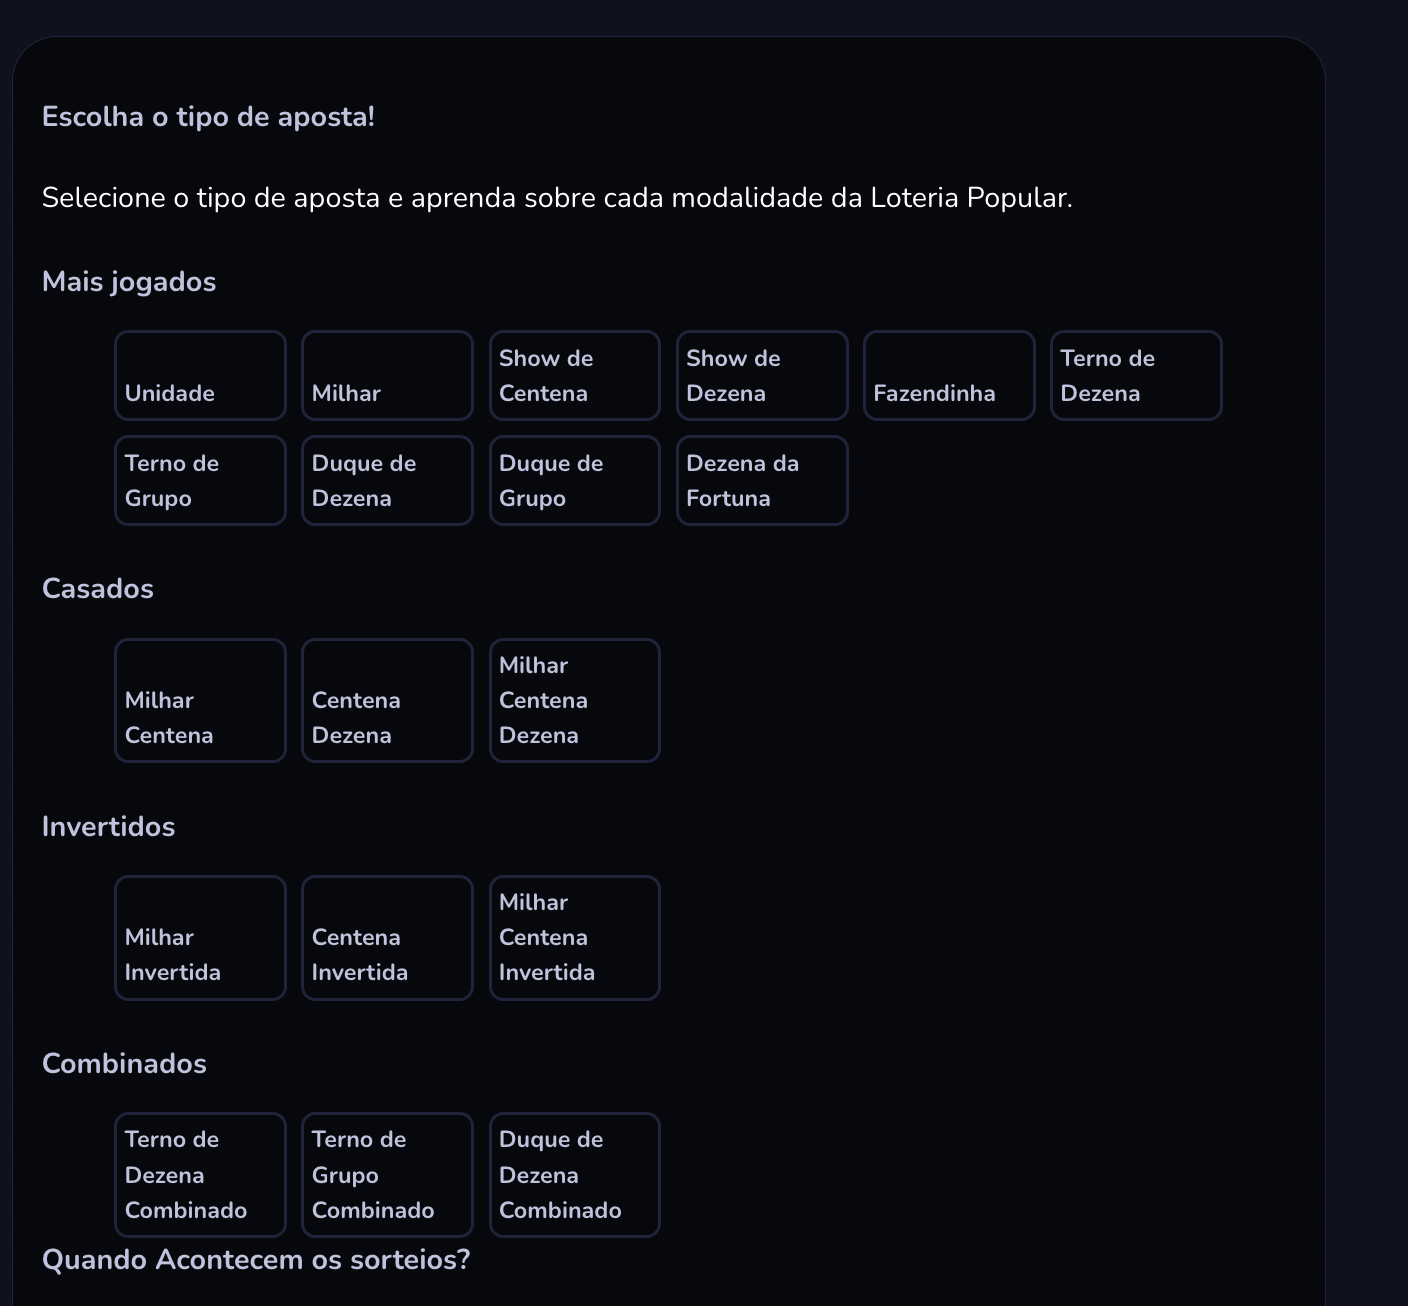 Escolha o tipo de aposta!
Selecione o tipo de aposta e aprenda sobre cada modalidade da Loteria Popular.
Mais jogados
Unidade
Milhar
Show de
Centena
Show de
Dezena
Fazendinha
Terno de
Dezena
Terno de
Grupo
Duque de
Dezena
Duque de
Grupo
Dezena da
Fortuna
Casados
Milhar
Centena
Centena
Dezena
Milhar
Centena
Dezena
Invertidos
Milhar
Invertida
Centena
Invertida
Milhar
Centena
Invertida
Combinados
Terno de
Dezena
Combinado
Terno de
Grupo
Combinado
Duque de
Dezena
Combinado
Quando Acontecem os sorteios?